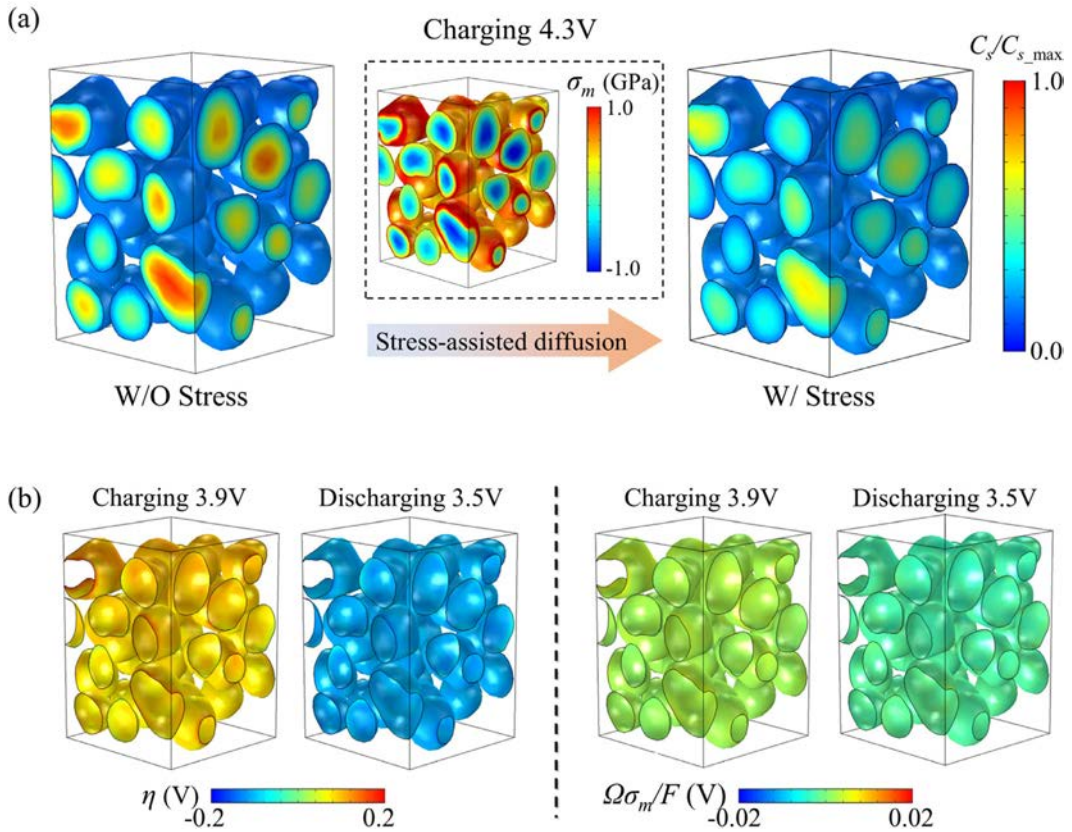 (a)
Charging 4.3V
σm (GPa)
1.0
-1.0
Cs/Cs_max
1.0
0.0
Stress-assisted diffusion
W/O Stress
W/ Stress
(b)
Charging 3.9V
Discharging 3.5V
Charging 3.9V
Discharging 3.5V
η (V)
-0.2
0.2
Ωσm/F (V)
-0.02
0.02